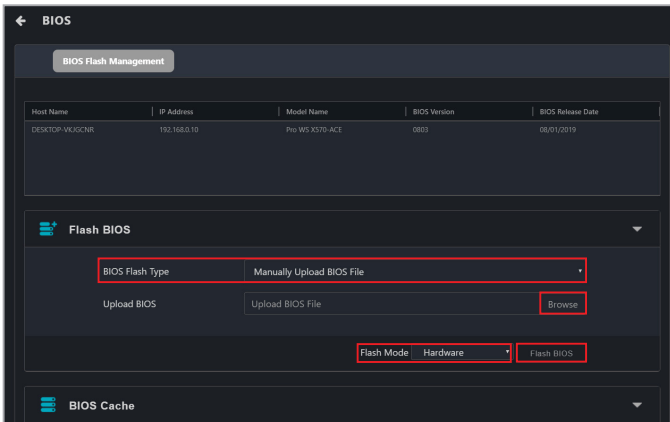 BIOS
BIOS Flash Management
Host Name IP Address Model Name BIOS Version BIOS Release Date
DESKTOP-VKJGCNR 192.168.0.10 Pro WS X570-ACE 0803 08/01/2019
Flash BIOS
BIOS Flash Type Manually Upload BIOS File
Upload BIOS Upload BIOS File Browse
Flash Mode Hardware Flash BIOS
BIOS Cache